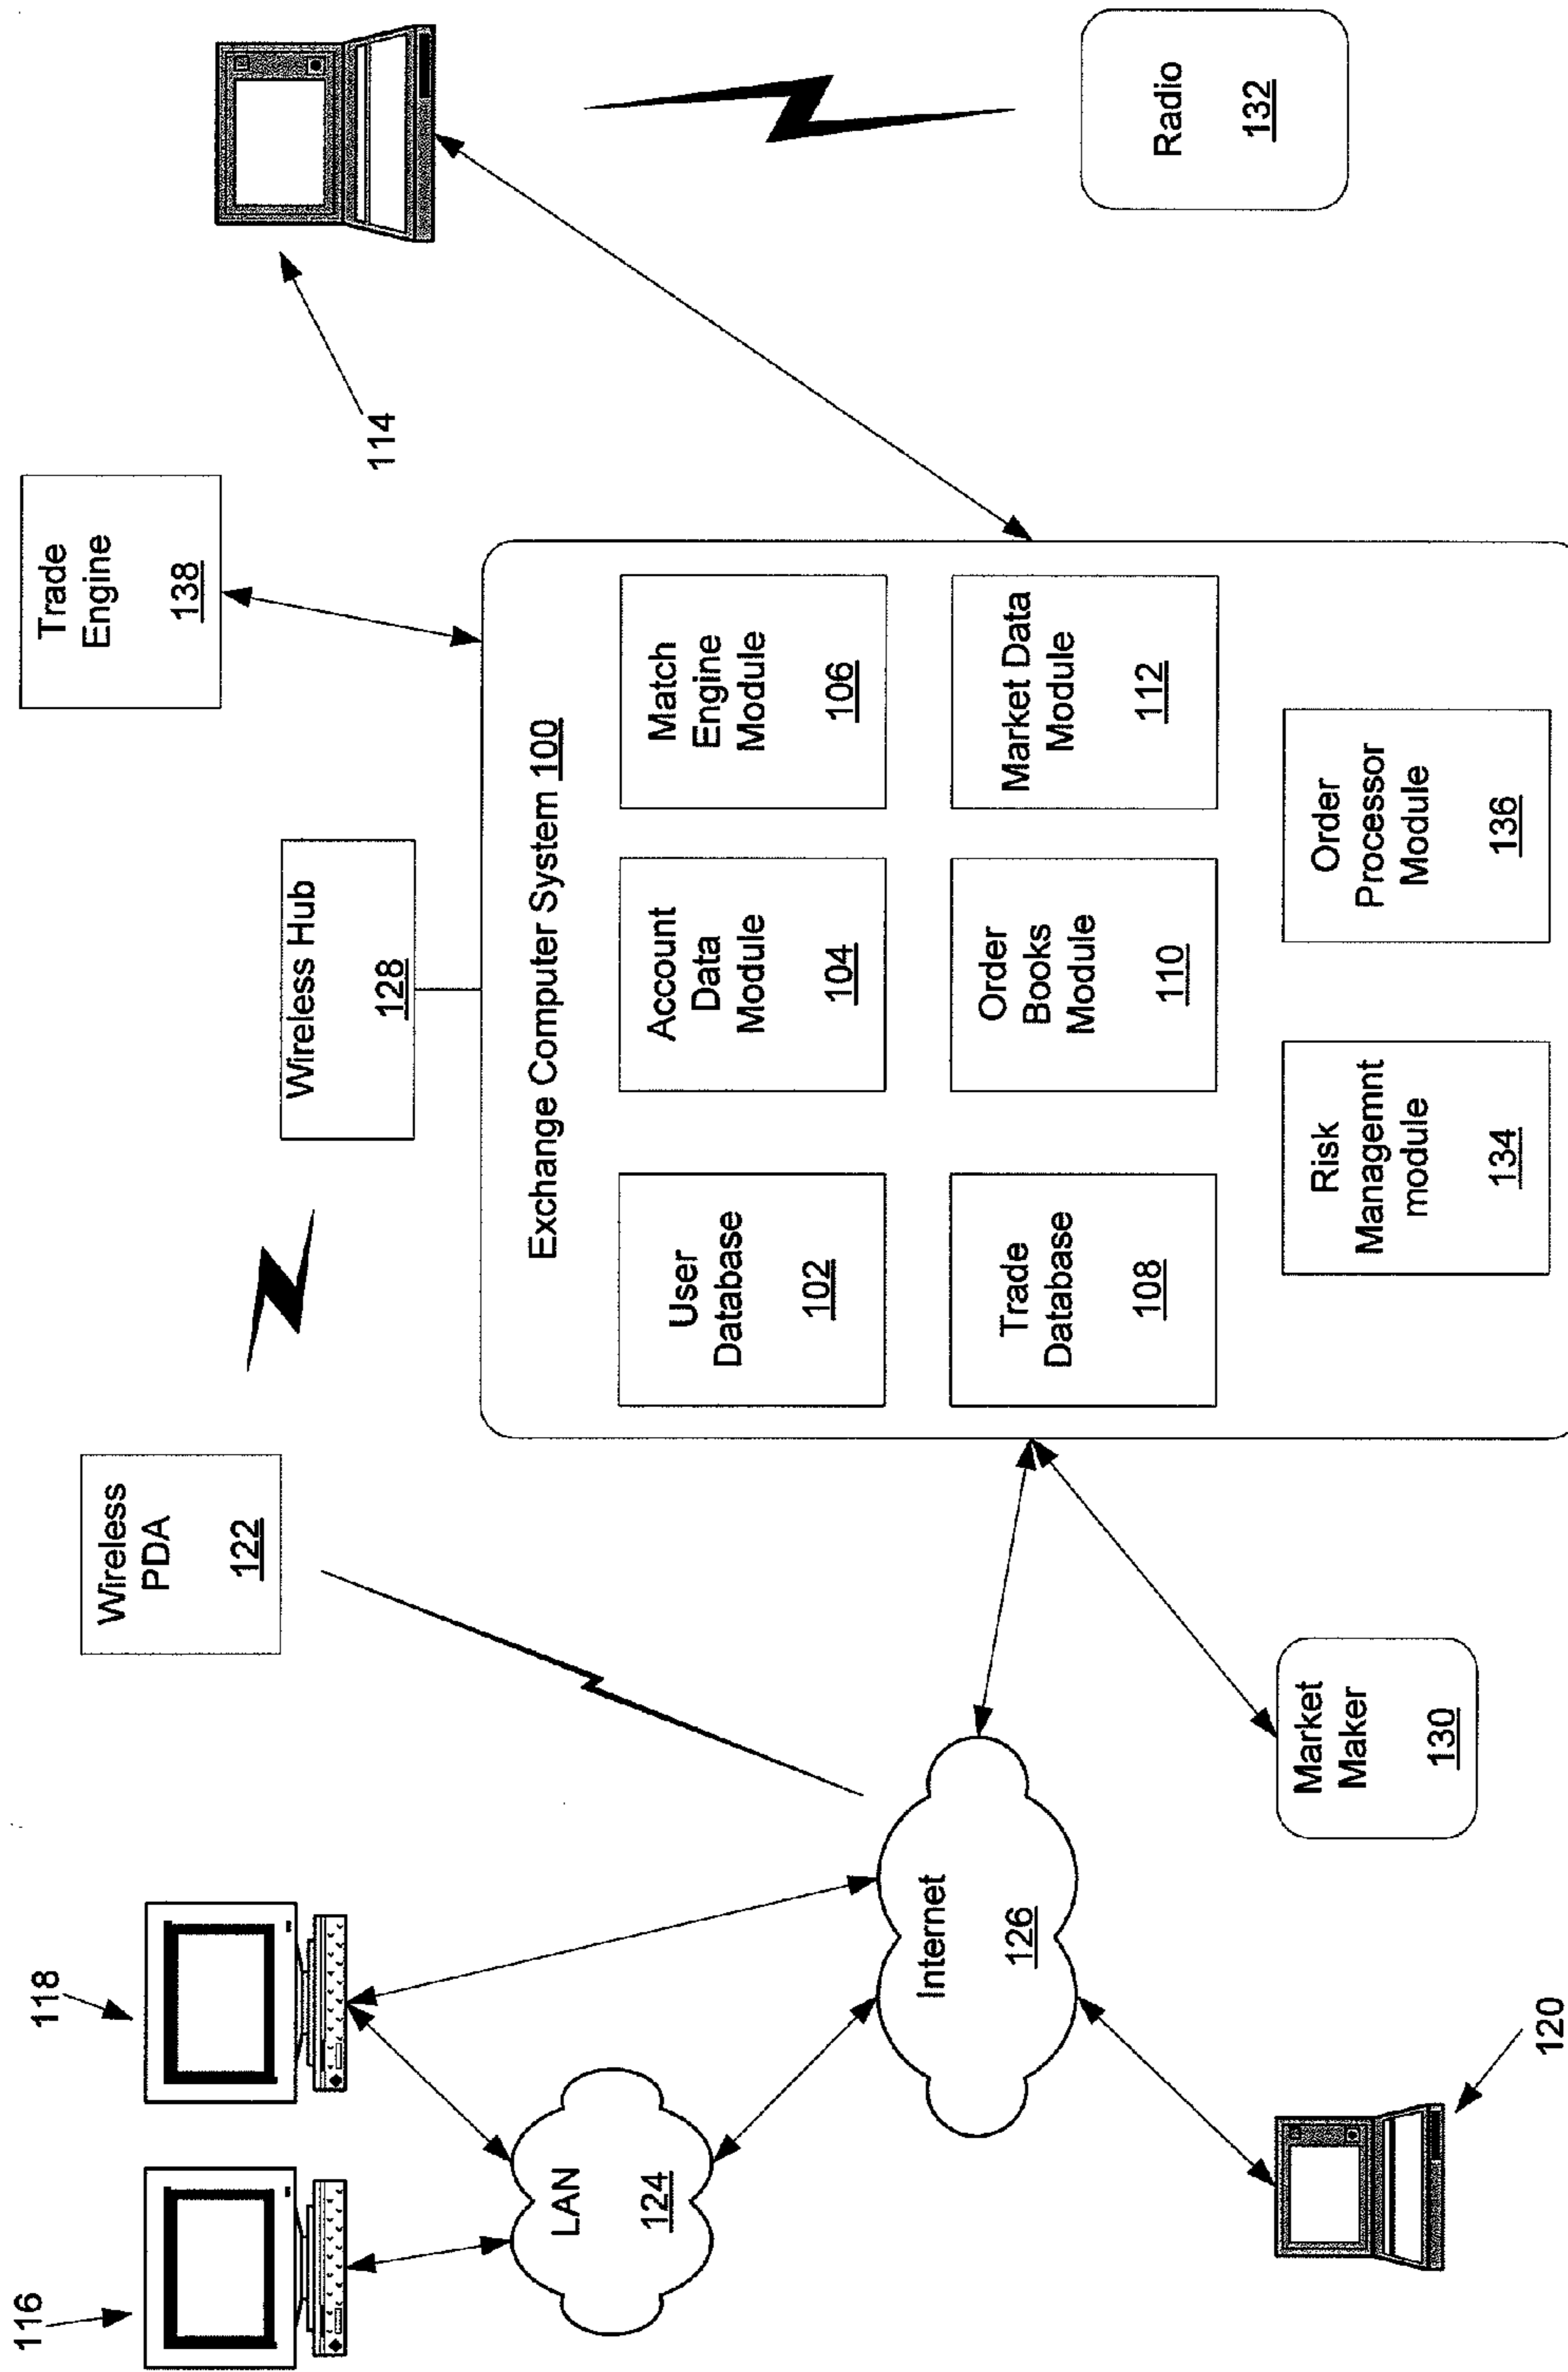 116
118
Wireless
PDA
122
Wireless Hub
128
Trade
Engine
138
114
LAN
124
Internet
126
Exchange Computer System 100
User
Database
102
Account
Data
Module
104
Match
Engine
Module
106
Trade
Database
108
Order
Books
Module
110
Market Data
Module
112
Risk
Managemnt
module
134
Order
Processor
Module
136
120
Market
Maker
130
Radio
132